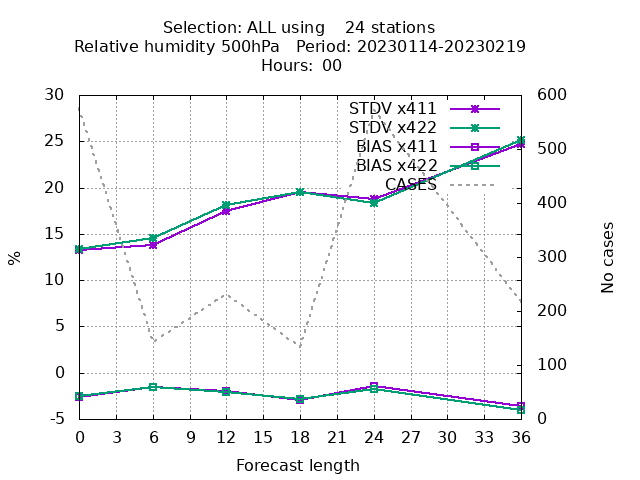 Selection: ALL using    24 stations
Relative humidity 500hPa   Period: 20230114-20230219
Hours: 00
30 600
STDV x411
STDV x422
25 500
BIAS x411
BIAS x422
20 CASES 400
15
% 10 300 No cases
5 200
0 100
-5 0
0 3 6 9 12 15 18 21 24 27 30 33 36
Forecast length